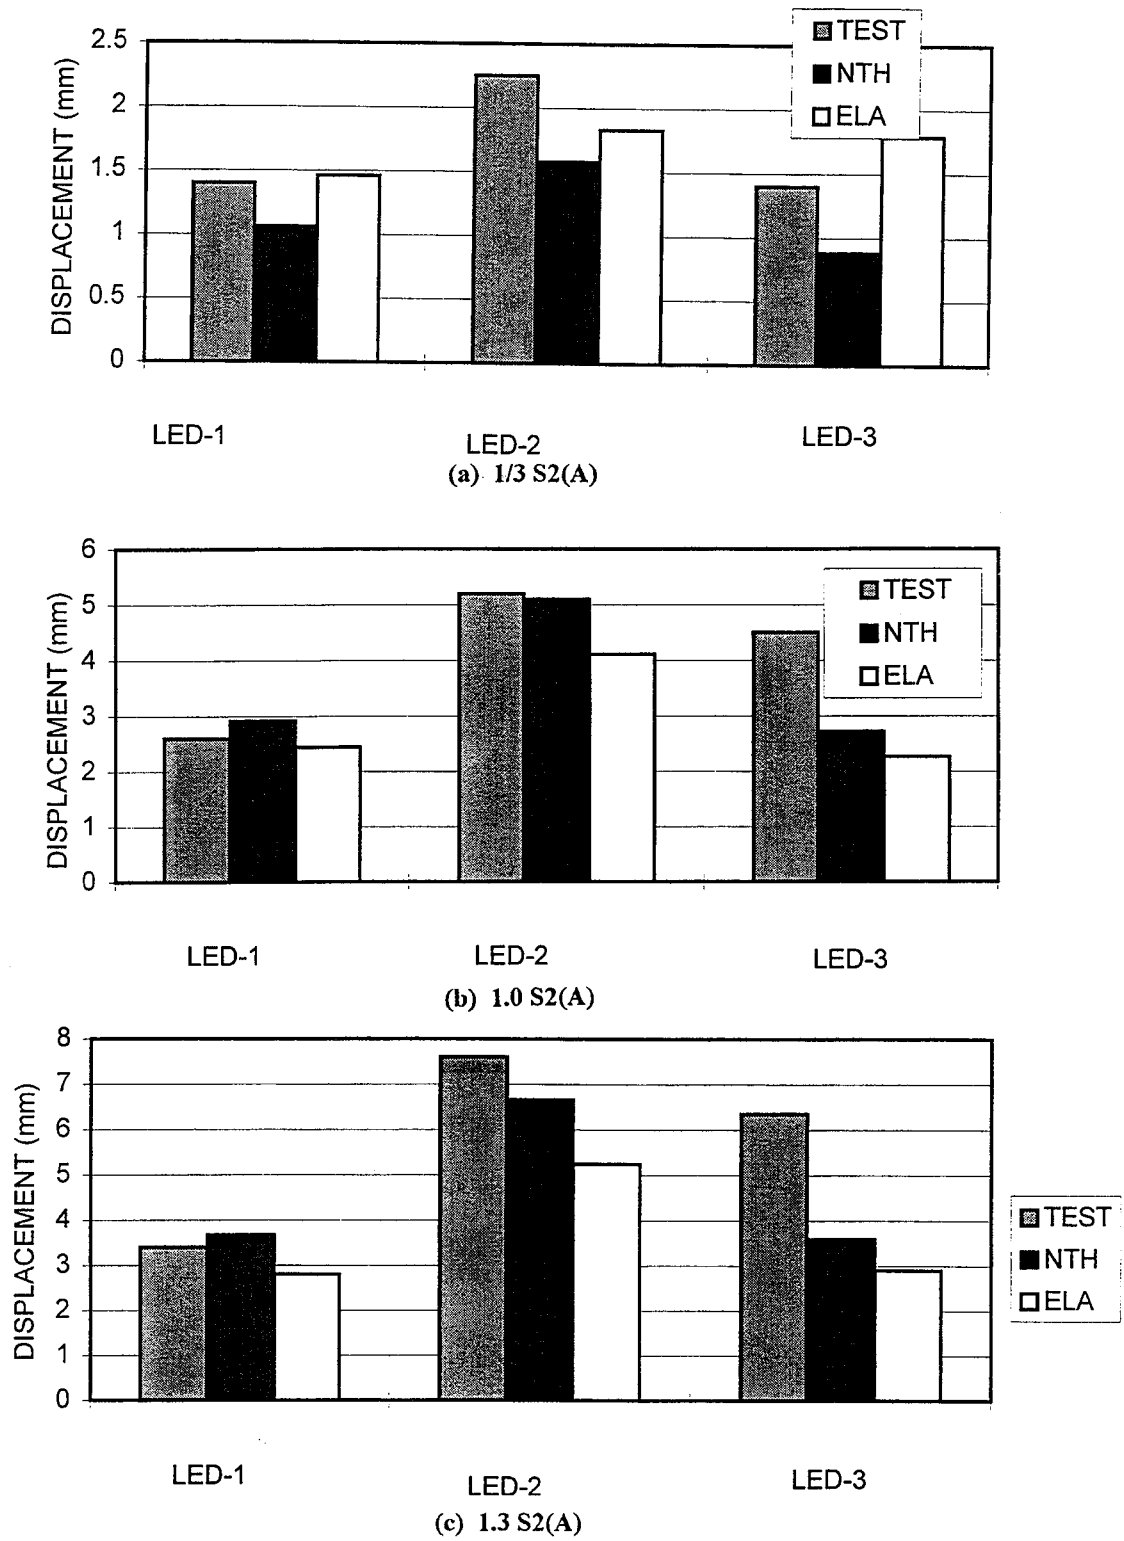 2.5
2
1.5
1
0.5
0
DISPLACEMENT (mm)
TEST
NTH
ELA
LED-1
LED-2
LED-3
(a) 1/3 S2(A)
6
5
4
3
2
1
0
DISPLACEMENT (mm)
TEST
NTH
ELA
LED-1
LED-2
LED-3
(b) 1.0 S2(A)
8
7
6
5
4
3
2
1
0
DISPLACEMENT (mm)
TEST
NTH
ELA
LED-1
LED-2
LED-3
(c) 1.3 S2(A)